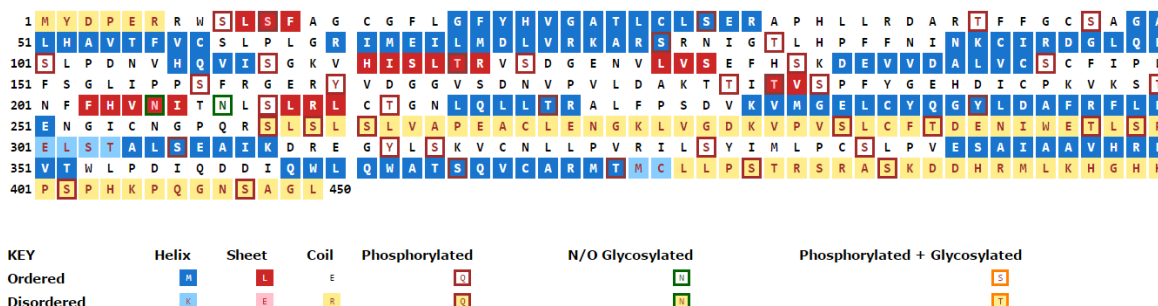 1 M Y D P E R R W S L S F A G C G F L G F Y H V G A T L C L S E R A P H L L R D A R T F F G C S A G
51 L H A V T F V C S L P L G R I M E I L M D L V R K A R S R N I G T L H P F F N I N K C I R D G L Q
101 S L P D N V H Q V I S G K V H I S L T R V S D G E N V L V S E F H S K D E V V D A L V C S C F I P
151 F S G L I P P S F R G E R Y V D G G V S D N V P V L D A K T T I T V S P F Y G E H D I C P K V K S
201 N F F H V N I T N L S L R L C T G N L Q L L T R A L F P S D V K V M G E L C Y Q G Y L D A F R F L
251 E N G I C N G P Q R S L S L S L V A P E A C L E N G K L V G D K V P V S L C F T D E N I W E T L S
301 E L S T A L S E A I K D R E G Y L S K V C N L L P V R I L S Y I M L P C S L P V E S A I A A V H R
351 V T W L P D I Q D D I Q W L Q W A T S Q V C A R M T M C L L P S T R S R A S K D D H R M L K H G H
401 P S P H K P Q G N S A G L 450
KEY Helix Sheet Coil Phosphorylated N/O Glycosylated Phosphorylated + Glycosylated
Ordered M L E Q N S
Disordered K E R Q N T